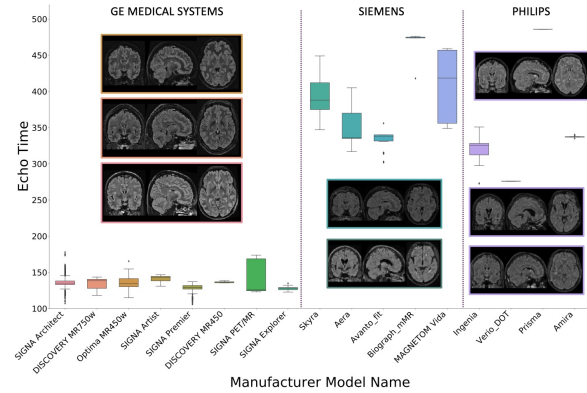 GE MEDICAL SYSTEMS
SIEMENS
PHILIPS
500
450
400
350
300
250
200
150
100
Echo Time
SIGNA Architect
DISCOVERY MR750w
Optima MR450w
SIGNA Artist
SIGNA Premier
DISCOVERY MR450
SIGNA PET/MR
SIGNA Explorer
Skyra
Aera
Avanto_fit
Biograph_mMR
MAGNETOM Vida
Ingenia
Verio_DOT
Prisma
Amira
Manufacturer Model Name